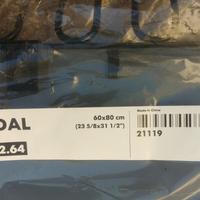 DAL
60x80 cm
(23 5/8x31 1/2")
2.64
Made in China
21119